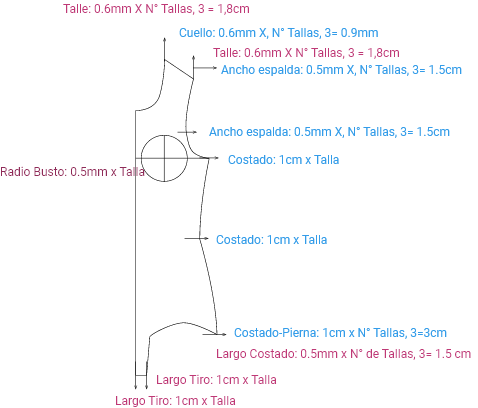 Talle: 0.6mm X N° Tallas, 3 = 1,8cm
Cuello: 0.6mm X, N° Tallas, 3= 0.9mm
Talle: 0.6mm X N° Tallas, 3 = 1,8cm
Ancho espalda: 0.5mm X, N° Tallas, 3= 1.5cm
Ancho espalda: 0.5mm X, N° Tallas, 3= 1.5cm
Costado: 1cm x Talla
Radio Busto: 0.5mm x Talla
Costado: 1cm x Talla
Costado-Pierna: 1cm x N° Tallas, 3=3cm
Largo Costado: 0.5mm x N° de Tallas, 3= 1.5 cm
Largo Tiro: 1cm x Talla
Largo Tiro: 1cm x Talla